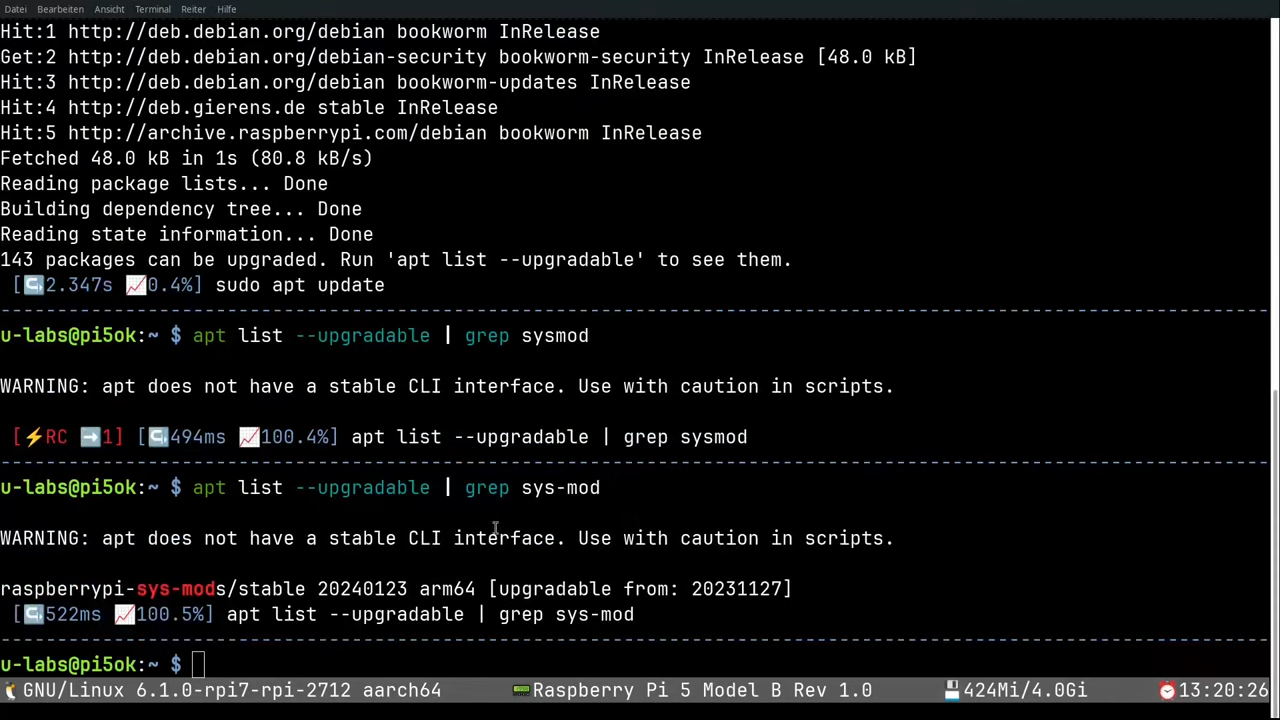 Datei Bearbeiten Ansicht Terminal Reiter Hilfe
Hit:1 http://deb.debian.org/debian bookworm InRelease
Get:2 http://deb.debian.org/debian-security bookworm-security InRelease [48.0 kB]
Hit:3 http://deb.debian.org/debian bookworm-updates InRelease
Hit:4 http://deb.gierens.de stable InRelease
Hit:5 http://archive.raspberrypi.com/debian bookworm InRelease
Fetched 48.0 kB in 1s (80.8 kB/s)
Reading package lists... Done
Building dependency tree... Done
Reading state information... Done
143 packages can be upgraded. Run 'apt list --upgradable' to see them.
[↪️2.347s 📈0.4%] sudo apt update
u-labs@pi5ok:~ $ apt list --upgradable | grep sysmod
WARNING: apt does not have a stable CLI interface. Use with caution in scripts.
[⚡RC ➡️1] [↪️494ms 📈100.4%] apt list --upgradable | grep sysmod
u-labs@pi5ok:~ $ apt list --upgradable | grep sys-mod
WARNING: apt does not have a stable CLI interface. Use with caution in scripts.
raspberrypi-sys-mods/stable 20240123 arm64 [upgradable from: 20231127]
[↪️522ms 📈100.5%] apt list --upgradable | grep sys-mod
u-labs@pi5ok:~ $
GNU/Linux 6.1.0-rpi7-rpi-2712 aarch64 📟Raspberry Pi 5 Model B Rev 1.0 💾424Mi/4.0Gi ⏰13:20:26